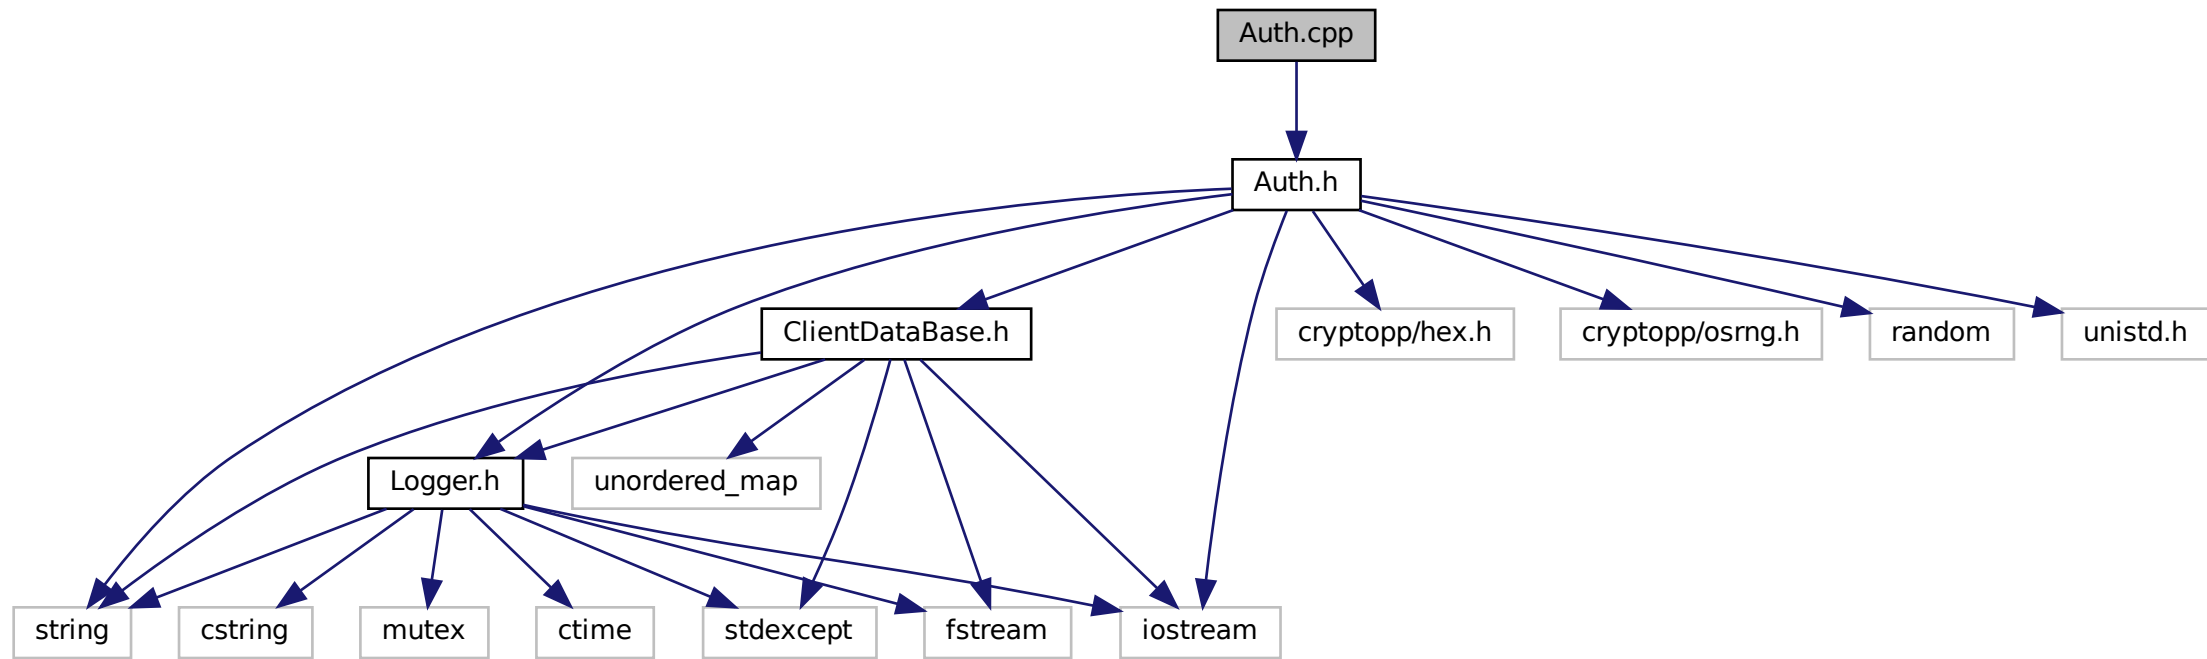 Auth.cpp
Auth.h
ClientDataBase.h
cryptopp/hex.h
cryptopp/osrng.h
random
unistd.h
Logger.h
unordered_map
string
cstring
mutex
ctime
stdexcept
fstream
iostream